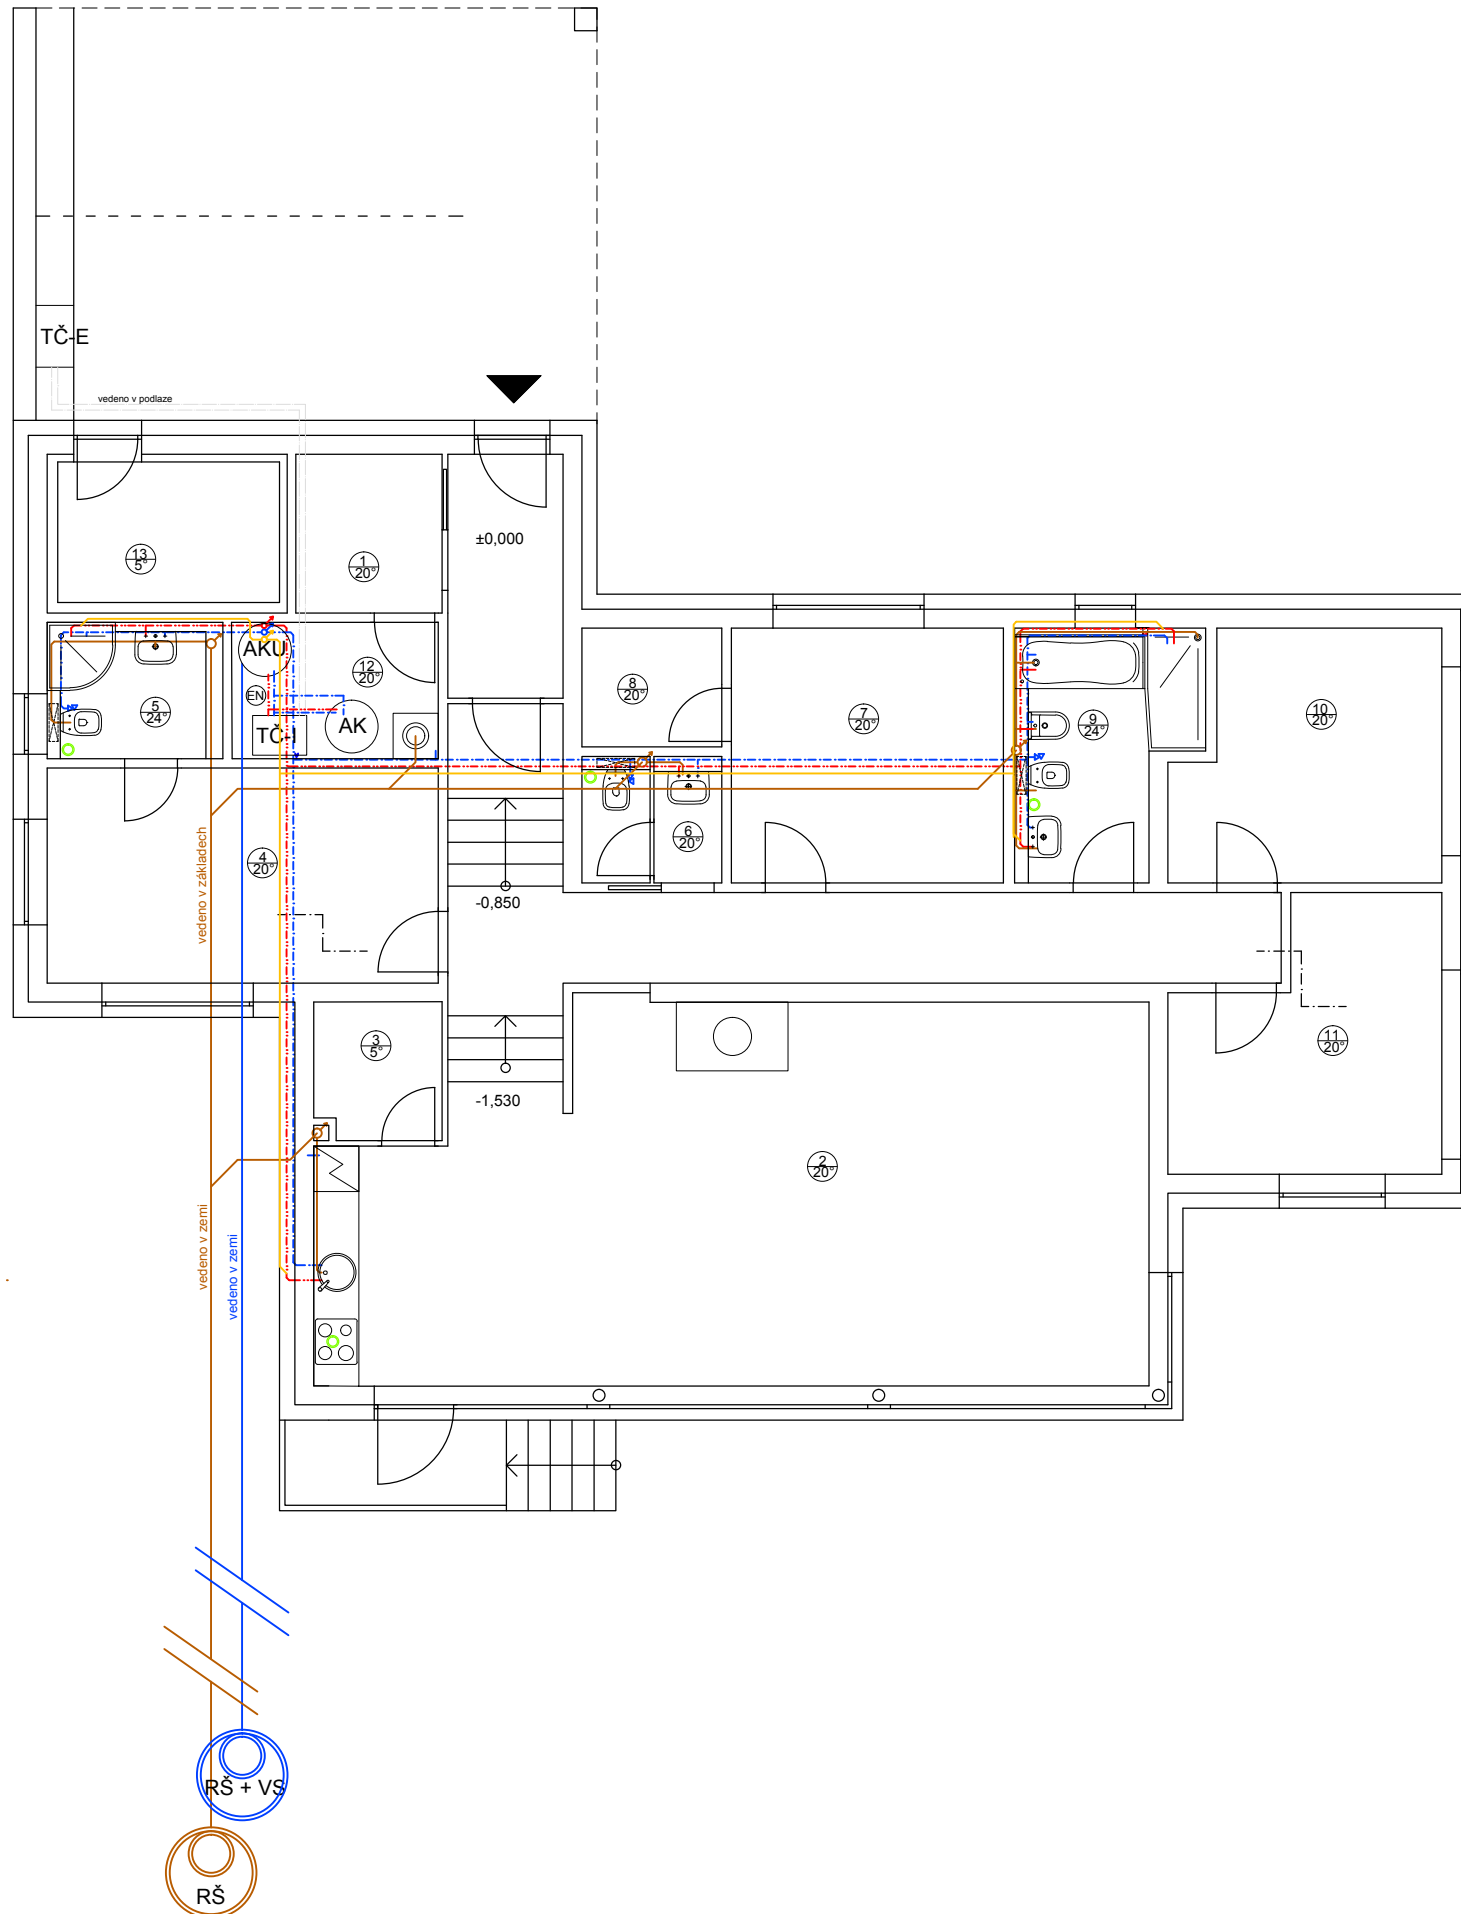 TČ-E
vedeno v podlaze
±0,000
13
5°
1
20°
AKU
12
20°
EN
5
24°
TČ-I
AK
8
20°
7
20°
9
24°
10
20°
6
20°
4
20°
vedeno v základech
-0,850
3
5°
11
20°
-1,530
2
20°
vedeno v zemi
vedeno v zemi
RŠ + VS
RŠ